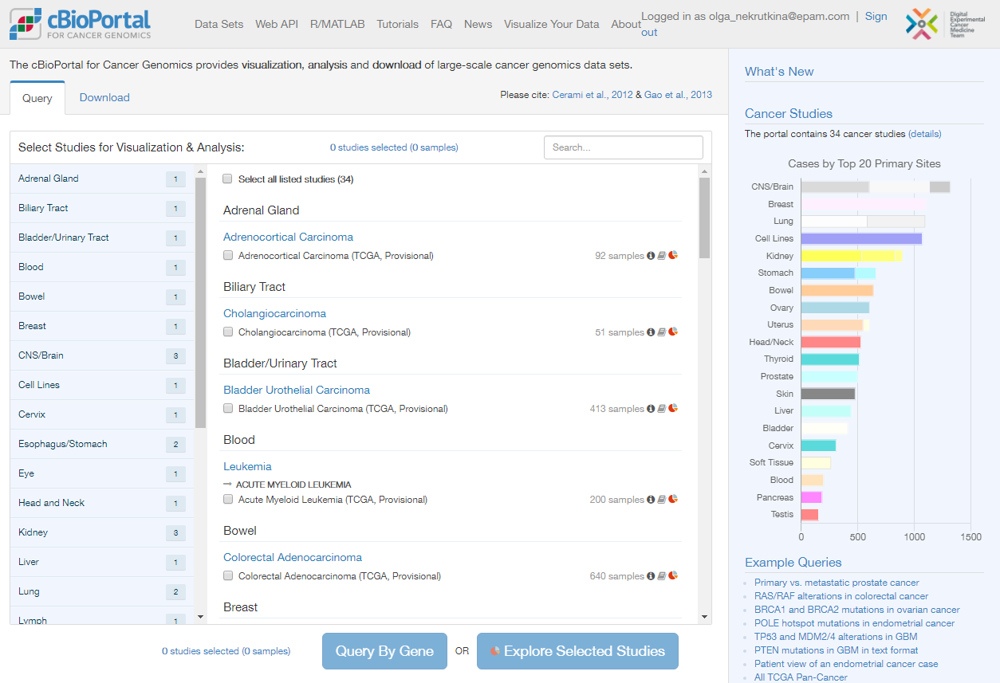 cBioPortal
FOR CANCER GENOMICS
Data Sets Web API R/MATLAB Tutorials FAQ News Visualize Your Data About
Logged in as olga_nekrutkina@epam.com | Sign out
Digital Experimental
Cancer
Medicine
Team
The cBioPortal for Cancer Genomics provides visualization, analysis and download of large-scale cancer genomics data sets.
Query Download
Please cite: Cerami et al., 2012 & Gao et al., 2013
Select Studies for Visualization & Analysis:
0 studies selected (0 samples)
Search...
Adrenal Gland 1
Biliary Tract 1
Bladder/Urinary Tract 1
Blood 1
Bowel 1
Breast 1
CNS/Brain 3
Cell Lines 1
Cervix 1
Esophagus/Stomach 2
Eye 1
Head and Neck 1
Kidney 3
Liver 1
Lung 2
Lymph 1
Select all listed studies (34)
Adrenal Gland
Adrenocortical Carcinoma
Adrenocortical Carcinoma (TCGA, Provisional) 92 samples
Biliary Tract
Cholangiocarcinoma
Cholangiocarcinoma (TCGA, Provisional) 51 samples
Bladder/Urinary Tract
Bladder Urothelial Carcinoma
Bladder Urothelial Carcinoma (TCGA, Provisional) 413 samples
Blood
Leukemia
→ ACUTE MYELOID LEUKEMIA
Acute Myeloid Leukemia (TCGA, Provisional) 200 samples
Bowel
Colorectal Adenocarcinoma
Colorectal Adenocarcinoma (TCGA, Provisional) 640 samples
Breast
0 studies selected (0 samples)
Query By Gene
OR
Explore Selected Studies
What's New
Cancer Studies
The portal contains 34 cancer studies (details)
Cases by Top 20 Primary Sites
CNS/Brain
Breast
Lung
Cell Lines
Kidney
Stomach
Bowel
Ovary
Uterus
Head/Neck
Thyroid
Prostate
Skin
Liver
Bladder
Cervix
Soft Tissue
Blood
Pancreas
Testis
0 500 1000 1500
Example Queries
Primary vs. metastatic prostate cancer
RAS/RAF alterations in colorectal cancer
BRCA1 and BRCA2 mutations in ovarian cancer
POLE hotspot mutations in endometrial cancer
TP53 and MDM2/4 alterations in GBM
PTEN mutations in GBM in text format
Patient view of an endometrial cancer case
All TCGA Pan-Cancer